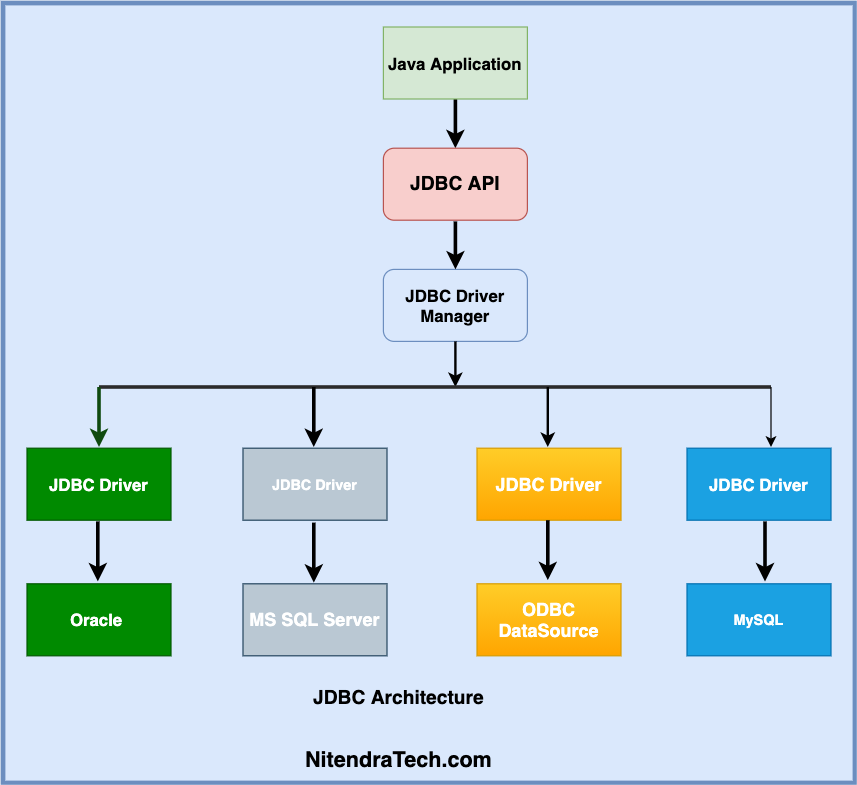 Java Application
JDBC API
JDBC Driver
Manager
JDBC Driver
JDBC Driver
JDBC Driver
JDBC Driver
Oracle
MS SQL Server
ODBC
DataSource
MySQL
JDBC Architecture
NitendraTech.com